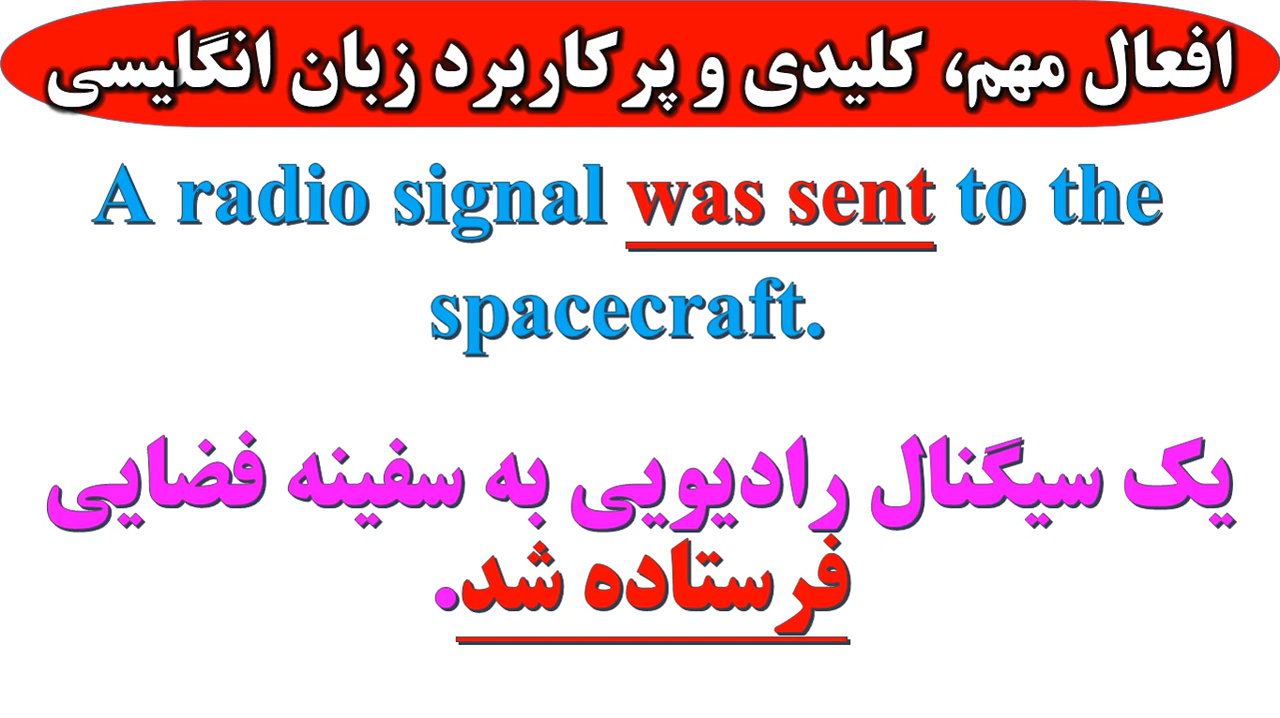 افعال مهم، کلیدی و پرکاربرد زبان انگلیسی
A radio signal was sent to the
spacecraft.
یک سیگنال رادیویی به سفینه فضایی
فرستاده شد.